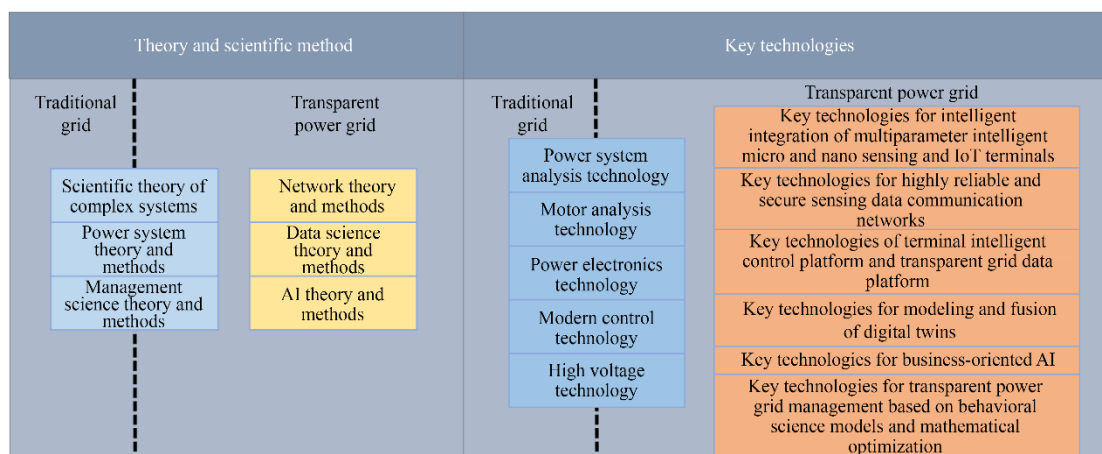 Theory and scientific method
Key technologies
Traditional
grid
Transparent
power grid
Scientific theory of
complex systems
Power system
theory and
methods
Management
science theory and
methods
Network theory
and methods
Data science
theory and
methods
AI theory and
methods
Traditional
grid
Transparent power grid
Power system
analysis technology
Motor analysis
technology
Power electronics
technology
Modern control
technology
High voltage
technology
Key technologies for intelligent
integration of multiparameter intelligent
micro and nano sensing and IoT terminals
Key technologies for highly reliable and
secure sensing data communication
networks
Key technologies of terminal intelligent
control platform and transparent grid data
platform
Key technologies for modeling and fusion
of digital twins
Key technologies for business-oriented AI
Key technologies for transparent power
grid management based on behavioral
science models and mathematical
optimization